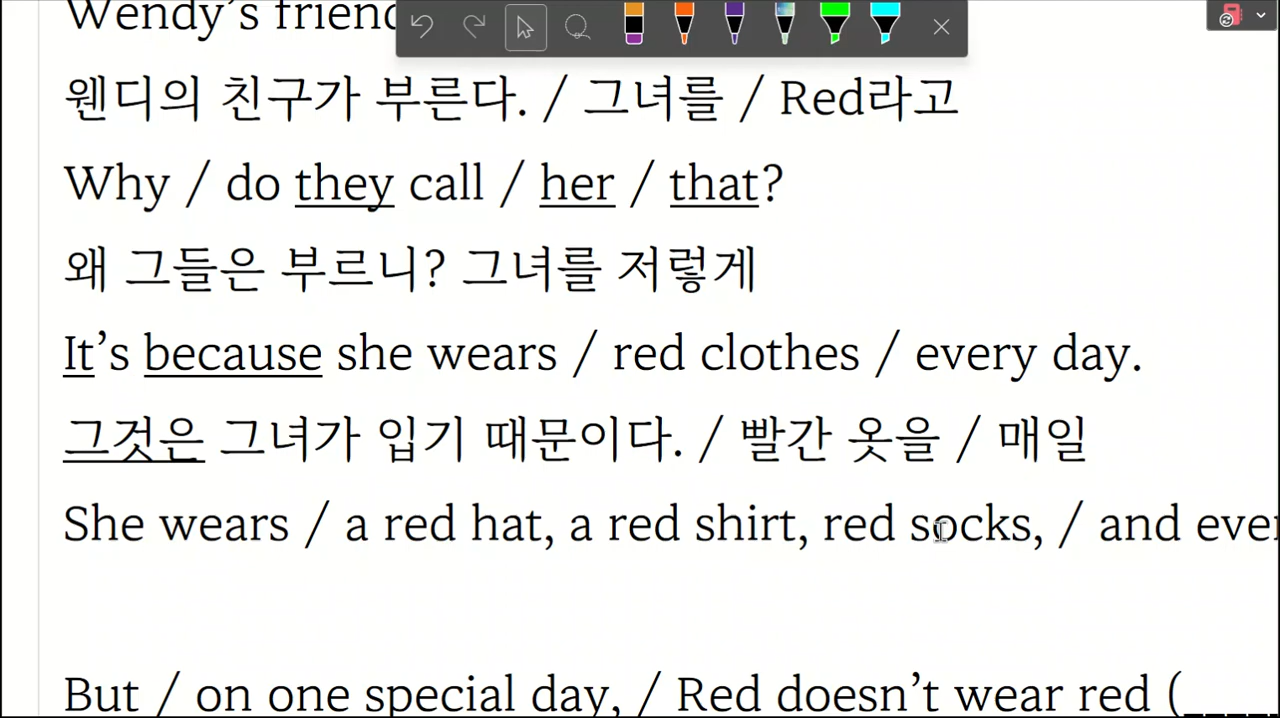 Wendy's friend
웬디의 친구가 부른다. / 그녀를 / Red라고
Why / do they call / her / that?
왜 그들은 부르니? 그녀를 저렇게
It's because she wears / red clothes / every day.
그것은 그녀가 입기 때문이다. / 빨간 옷을 / 매일
She wears / a red hat, a red shirt, red socks, / and
But / on one special day, / Red doesn't wear red (